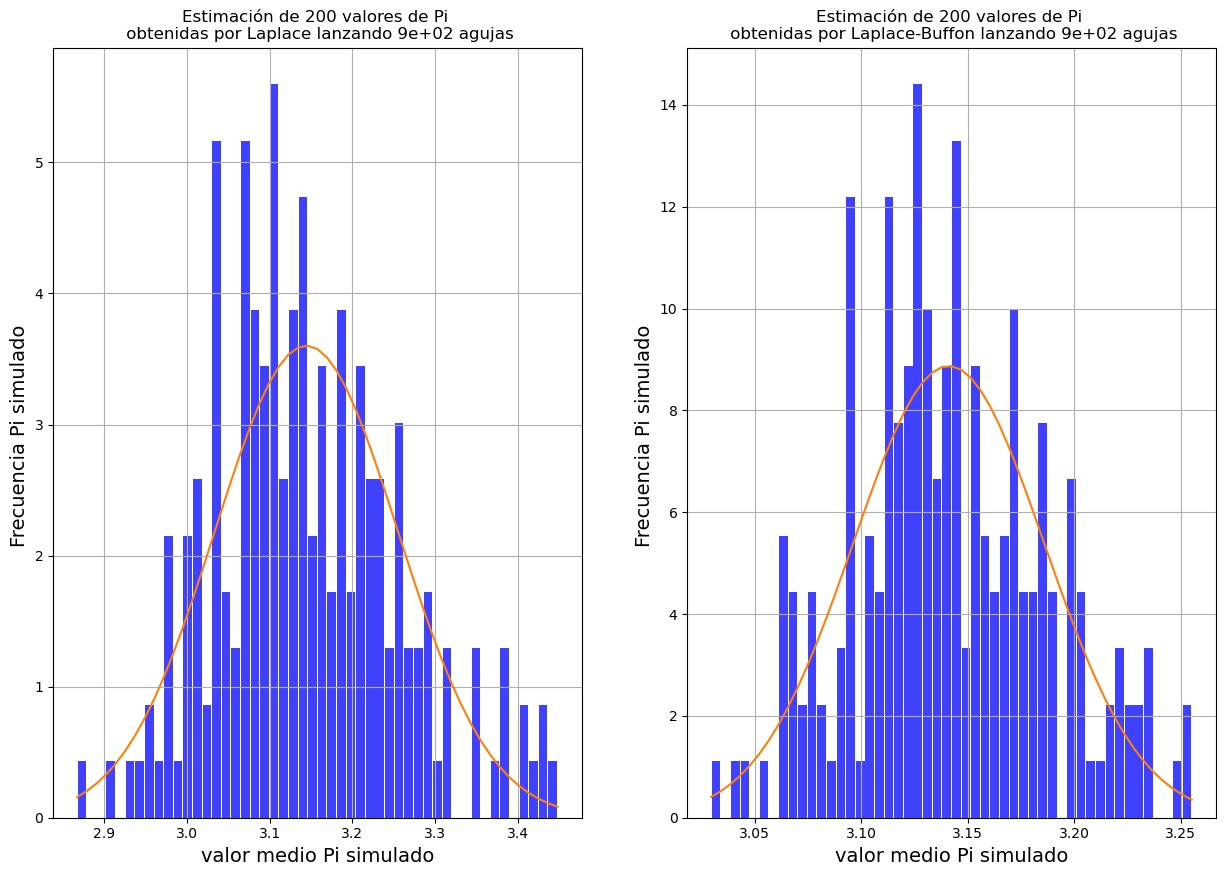 Estimación de 200 valores de Pi
obtenidas por Laplace lanzando 9e+02 agujas
Frecuencia Pi simulado
5
4
3
2
1
0
2.9 3.0 3.1 3.2 3.3 3.4
valor medio Pi simulado
Estimación de 200 valores de Pi
obtenidas por Laplace-Buffon lanzando 9e+02 agujas
Frecuencia Pi simulado
14
12
10
8
6
4
2
0
3.05 3.10 3.15 3.20 3.25
valor medio Pi simulado